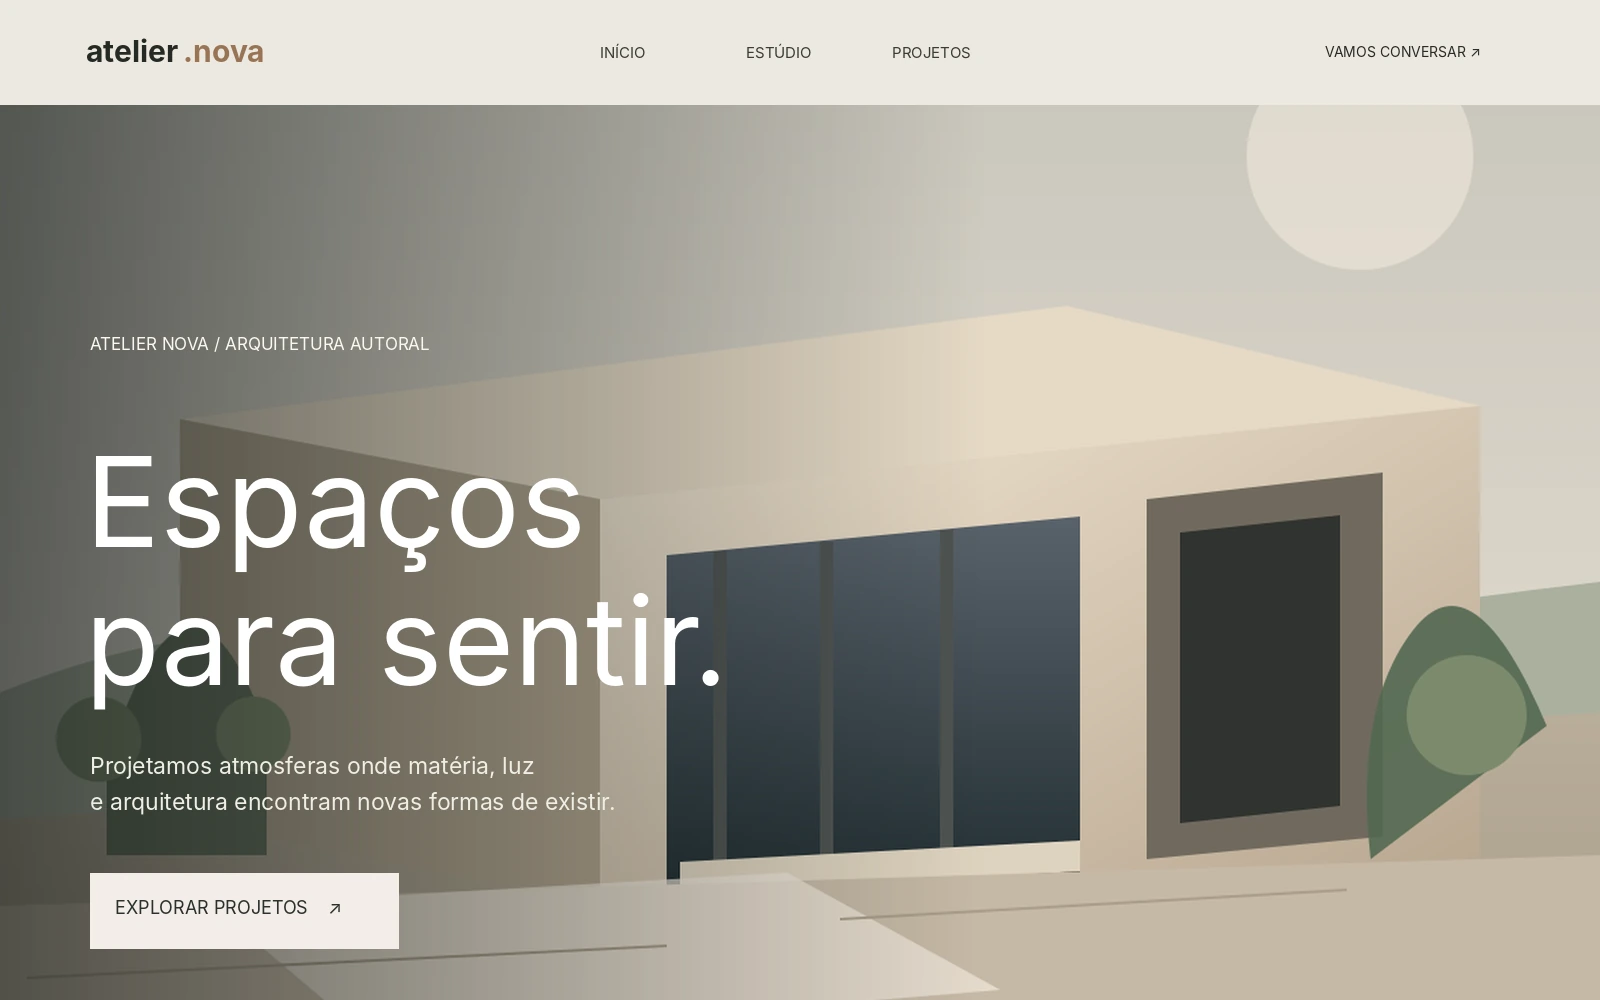 atelier .nova
INÍCIO
ESTÚDIO
PROJETOS
VAMOS CONVERSAR ↗
ATELIER NOVA / ARQUITETURA AUTORAL
Espaços
para sentir.
Projetamos atmosferas onde matéria, luz
e arquitetura encontram novas formas de existir.
EXPLORAR PROJETOS ↗